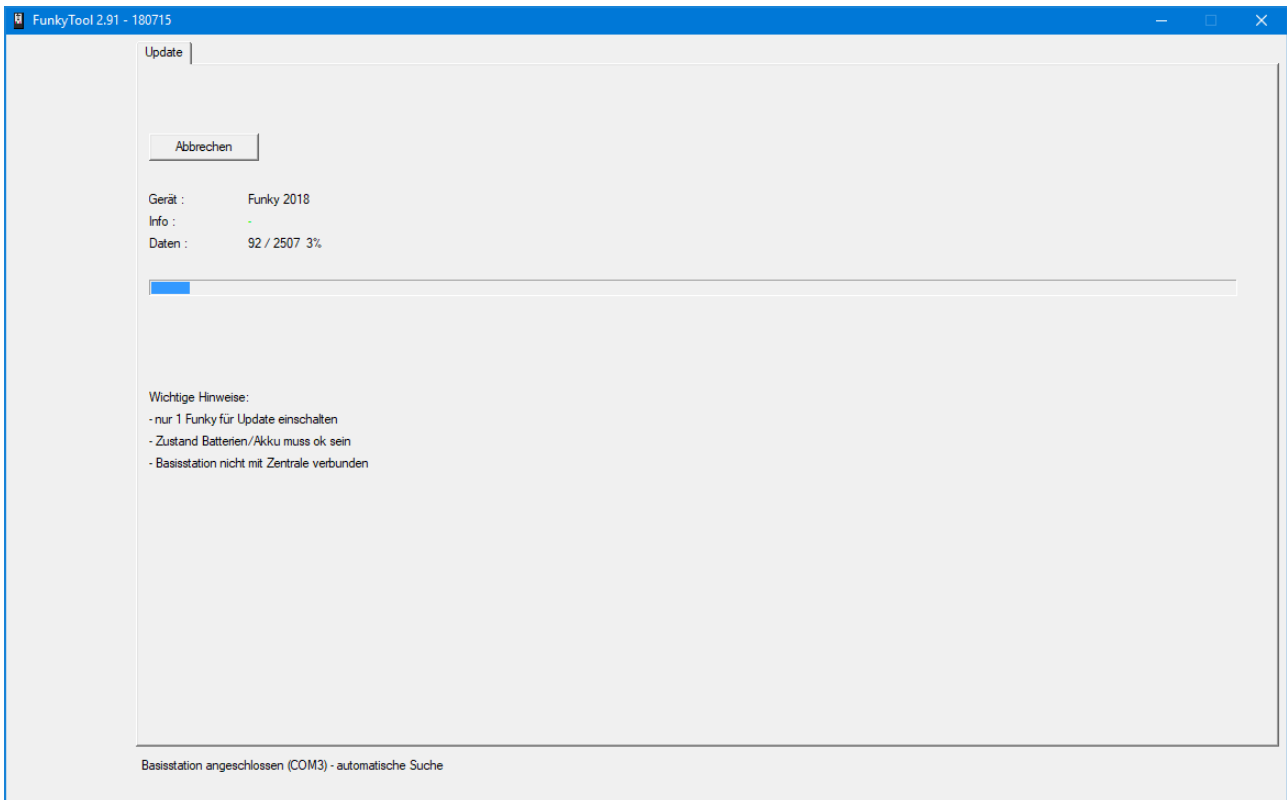 FunkyTool 2.91 - 180715
Update
Abbrechen
Gerät : Funky 2018
Info : -
Daten : 92 / 2507 3%
Wichtige Hinweise:
- nur 1 Funky für Update einschalten
- Zustand Batterien/Akku muss ok sein
- Basisstation nicht mit Zentrale verbunden
Basisstation angeschlossen (COM3) - automatische Suche